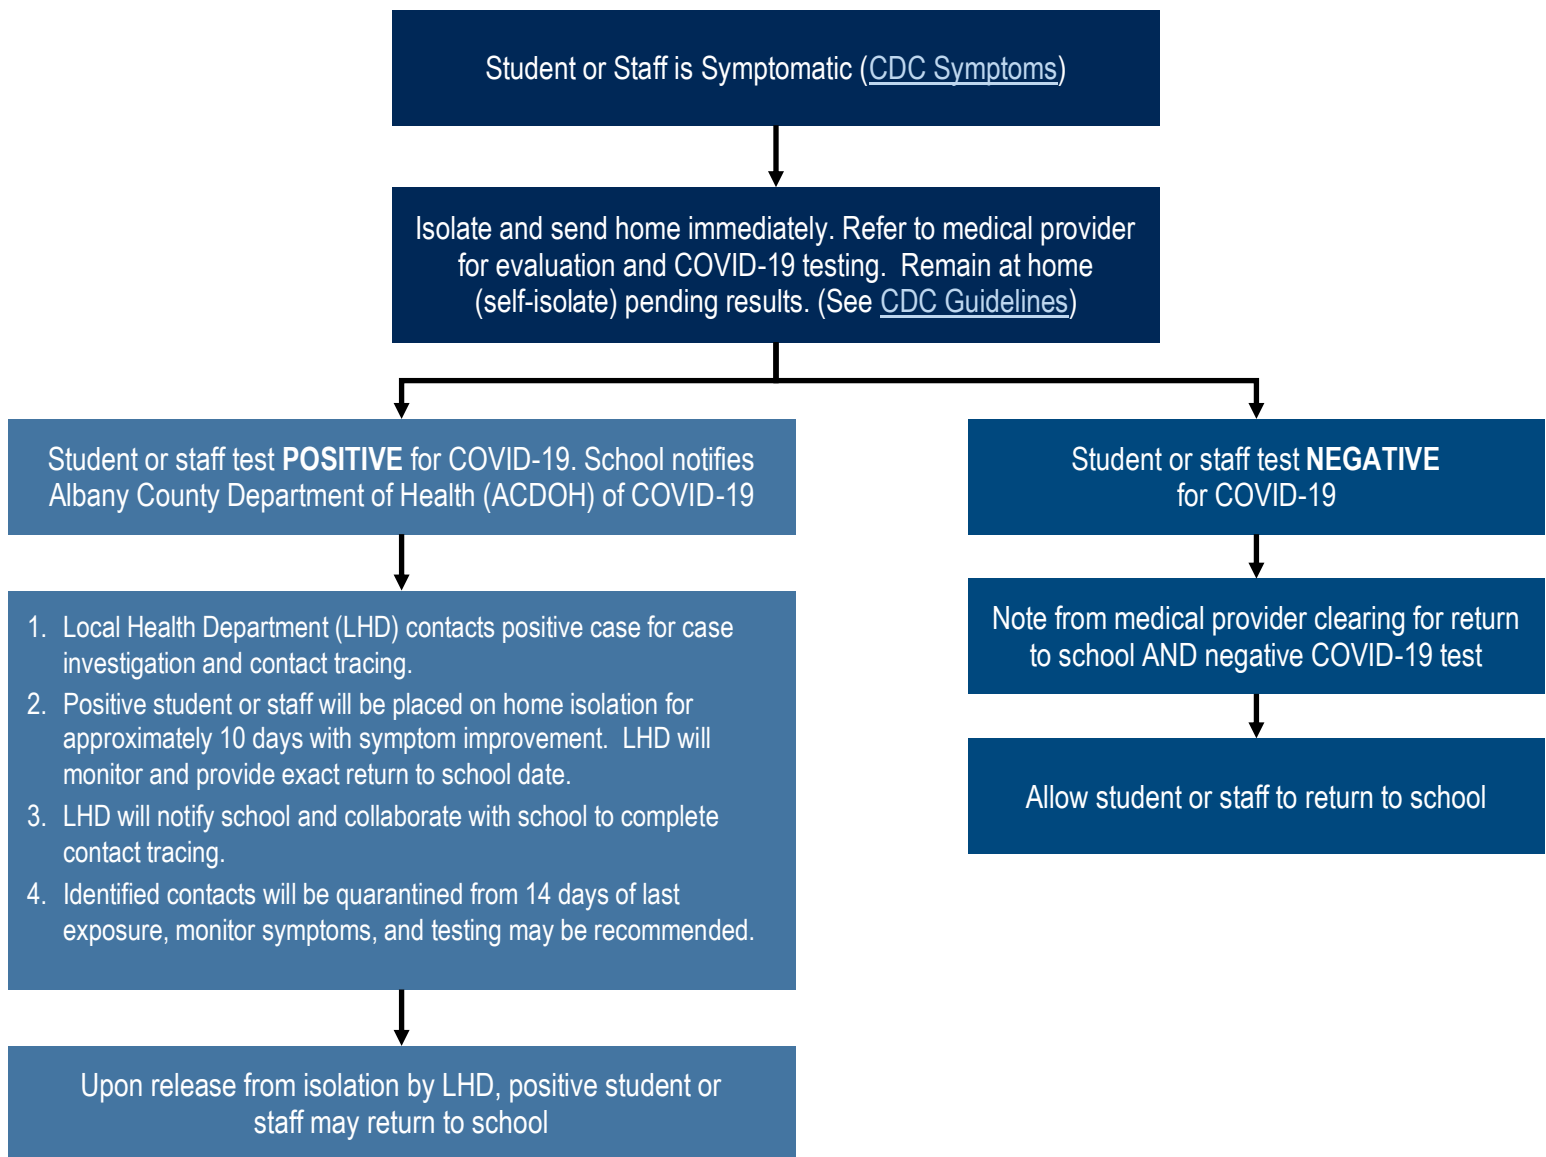 Student or Staff is Symptomatic (CDC Symptoms)
Isolate and send home immediately. Refer to medical provider
for evaluation and COVID-19 testing.  Remain at home
(self-isolate) pending results. (See CDC Guidelines)
Student or staff test POSITIVE for COVID-19. School notifies
Albany County Department of Health (ACDOH) of COVID-19
1. Local Health Department (LHD) contacts positive case for case
investigation and contact tracing.
2. Positive student or staff will be placed on home isolation for
approximately 10 days with symptom improvement.  LHD will
monitor and provide exact return to school date.
3. LHD will notify school and collaborate with school to complete
contact tracing.
4. Identified contacts will be quarantined from 14 days of last
exposure, monitor symptoms, and testing may be recommended.
Upon release from isolation by LHD, positive student or
staff may return to school
Student or staff test NEGATIVE
for COVID-19
Note from medical provider clearing for return
to school AND negative COVID-19 test
Allow student or staff to return to school